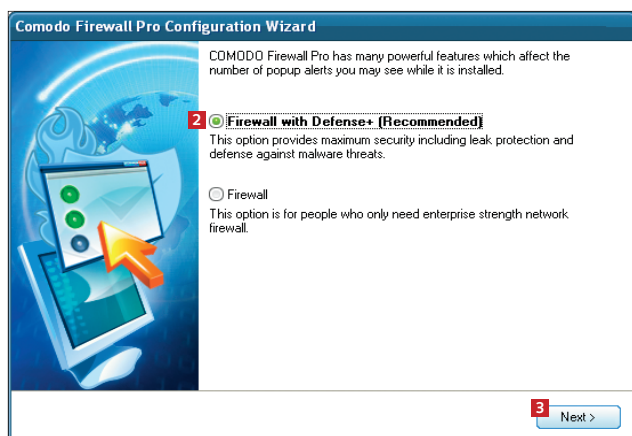 Comodo Firewall Pro Configuration Wizard
COMODO Firewall Pro has many powerful features which affect the
number of popup alerts you may see while it is installed.
2 Firewall with Defense+ (Recommended)
This option provides maximum security including leak protection and
defense against malware threats.
Firewall
This option is for people who only need enterprise strength network
firewall.
3 Next >